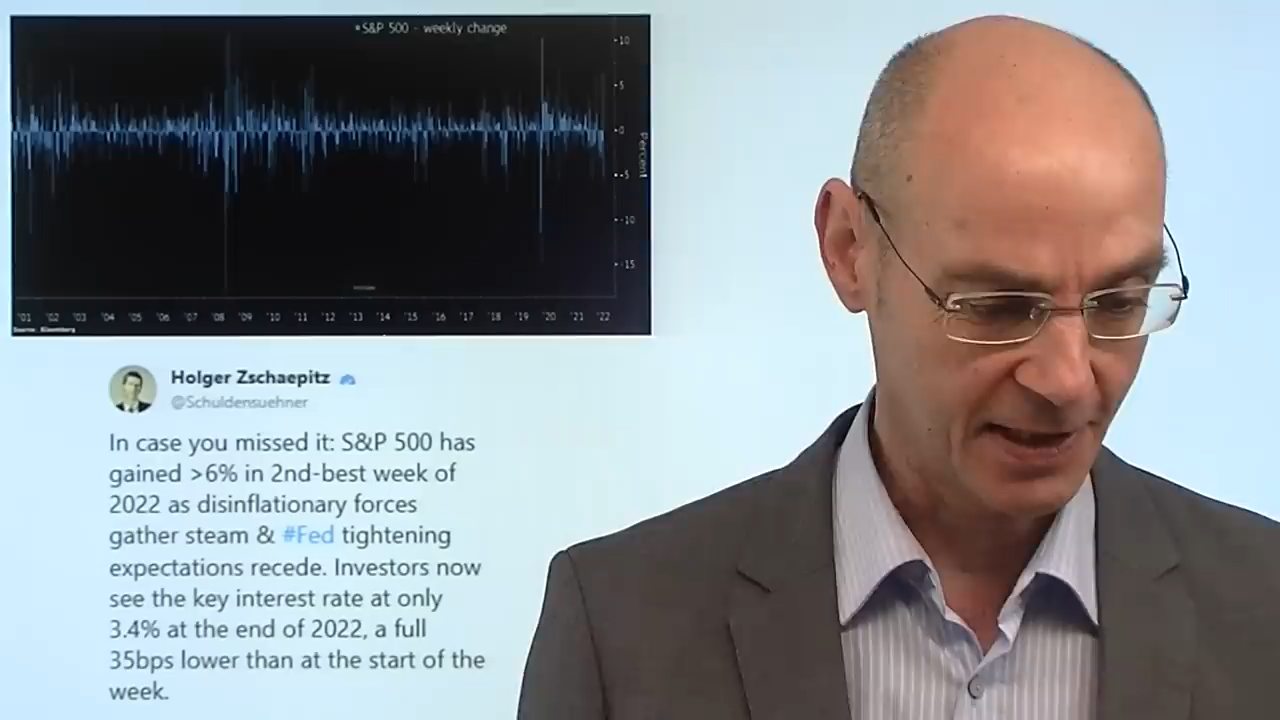 S&P 500 - weekly change
10
5
0
-5
-10
-15
Percent
'01 '02 '03 '04 '05 '06 '07 '08 '09 '10 '11 '12 '13 '14 '15 '16 '17 '18 '19 '20 '21 '22
Source: Bloomberg
Holger Zschaepitz
@Schuldensuehner
In case you missed it: S&P 500 has
gained >6% in 2nd-best week of
2022 as disinflationary forces
gather steam & #Fed tightening
expectations recede. Investors now
see the key interest rate at only
3.4% at the end of 2022, a full
35bps lower than at the start of the
week.